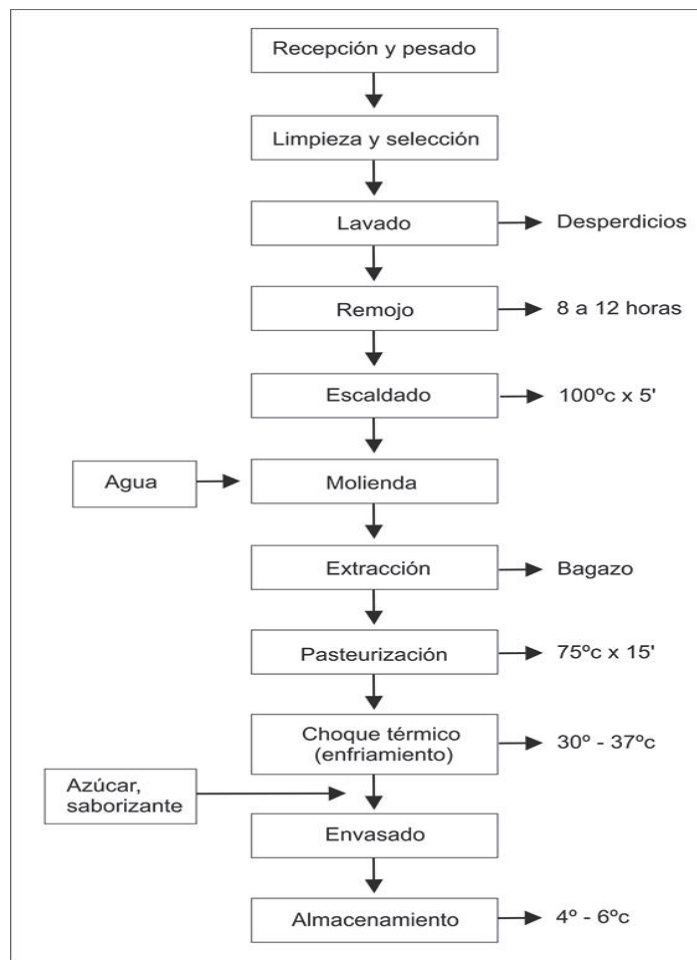 Recepción y pesado
Limpieza y selección
Lavado
Desperdicios
Remojo
8 a 12 horas
Escaldado
100ºc x 5'
Agua
Molienda
Extracción
Bagazo
Pasteurización
75ºc x 15'
Choque térmico
(enfriamiento)
30º - 37ºc
Azúcar,
saborizante
Envasado
Almacenamiento
4º - 6ºc